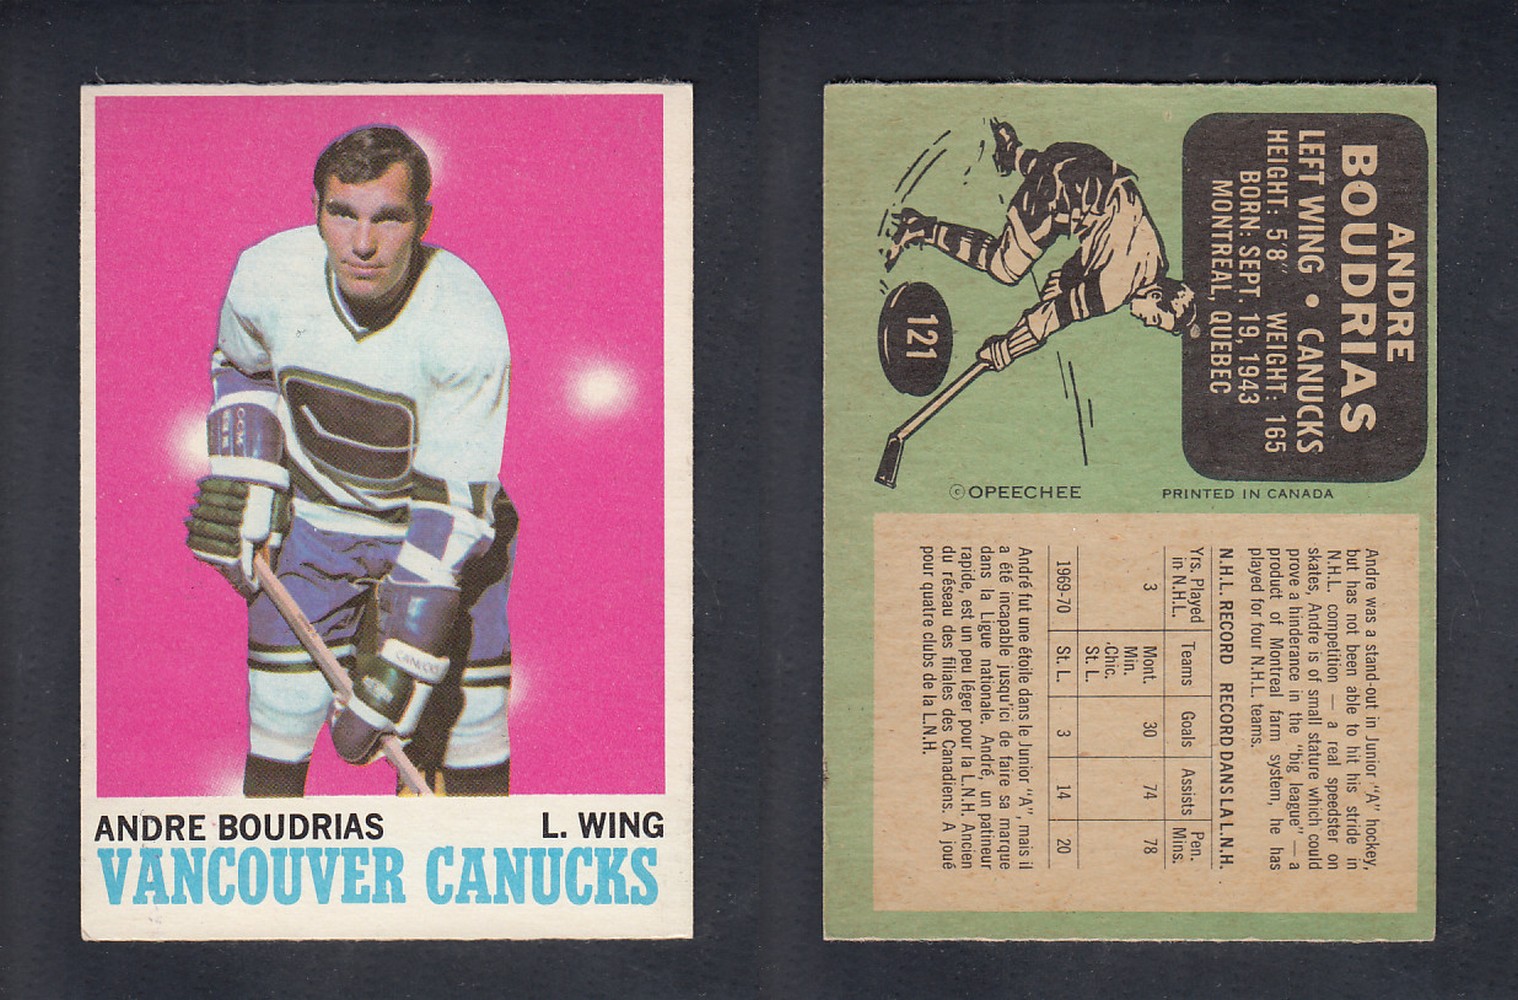 CCM
CANUCKS
ANDRE BOUDRIAS L. WING
VANCOUVER CANUCKS
ANDRE
BOUDRIAS
LEFT WING • CANUCKS
HEIGHT: 5'8" WEIGHT: 165
BORN: SEPT. 19, 1943
MONTREAL, QUEBEC
121
©OPEECHEE PRINTED IN CANADA
Andre was a stand-out in Junior "A" hockey,
but has not been able to hit his stride in
N.H.L. competition — a real speedster on
skates, Andre is of small stature which could
prove a hinderance in the "big league" — a
product of Montreal farm system, he has
played for four N.H.L. teams.
N.H.L. RECORD RECORD DANS LA L.N.H.
Yrs. Played in N.H.L. Teams Goals Assists Pen. Mins.
3 Mont. 30 74 78
Min.
Chic.
St. L.
1969-70 St. L. 3 14 20
André fut une étoile dans le Junior "A", mais il
a été incapable jusqu'ici de faire sa marque
dans la Ligue nationale. André, un patineur
rapide, est un peu léger pour la L.N.H. Ancien
du réseau des filiales des Canadiens. A joué
pour quatre clubs de la L.N.H.